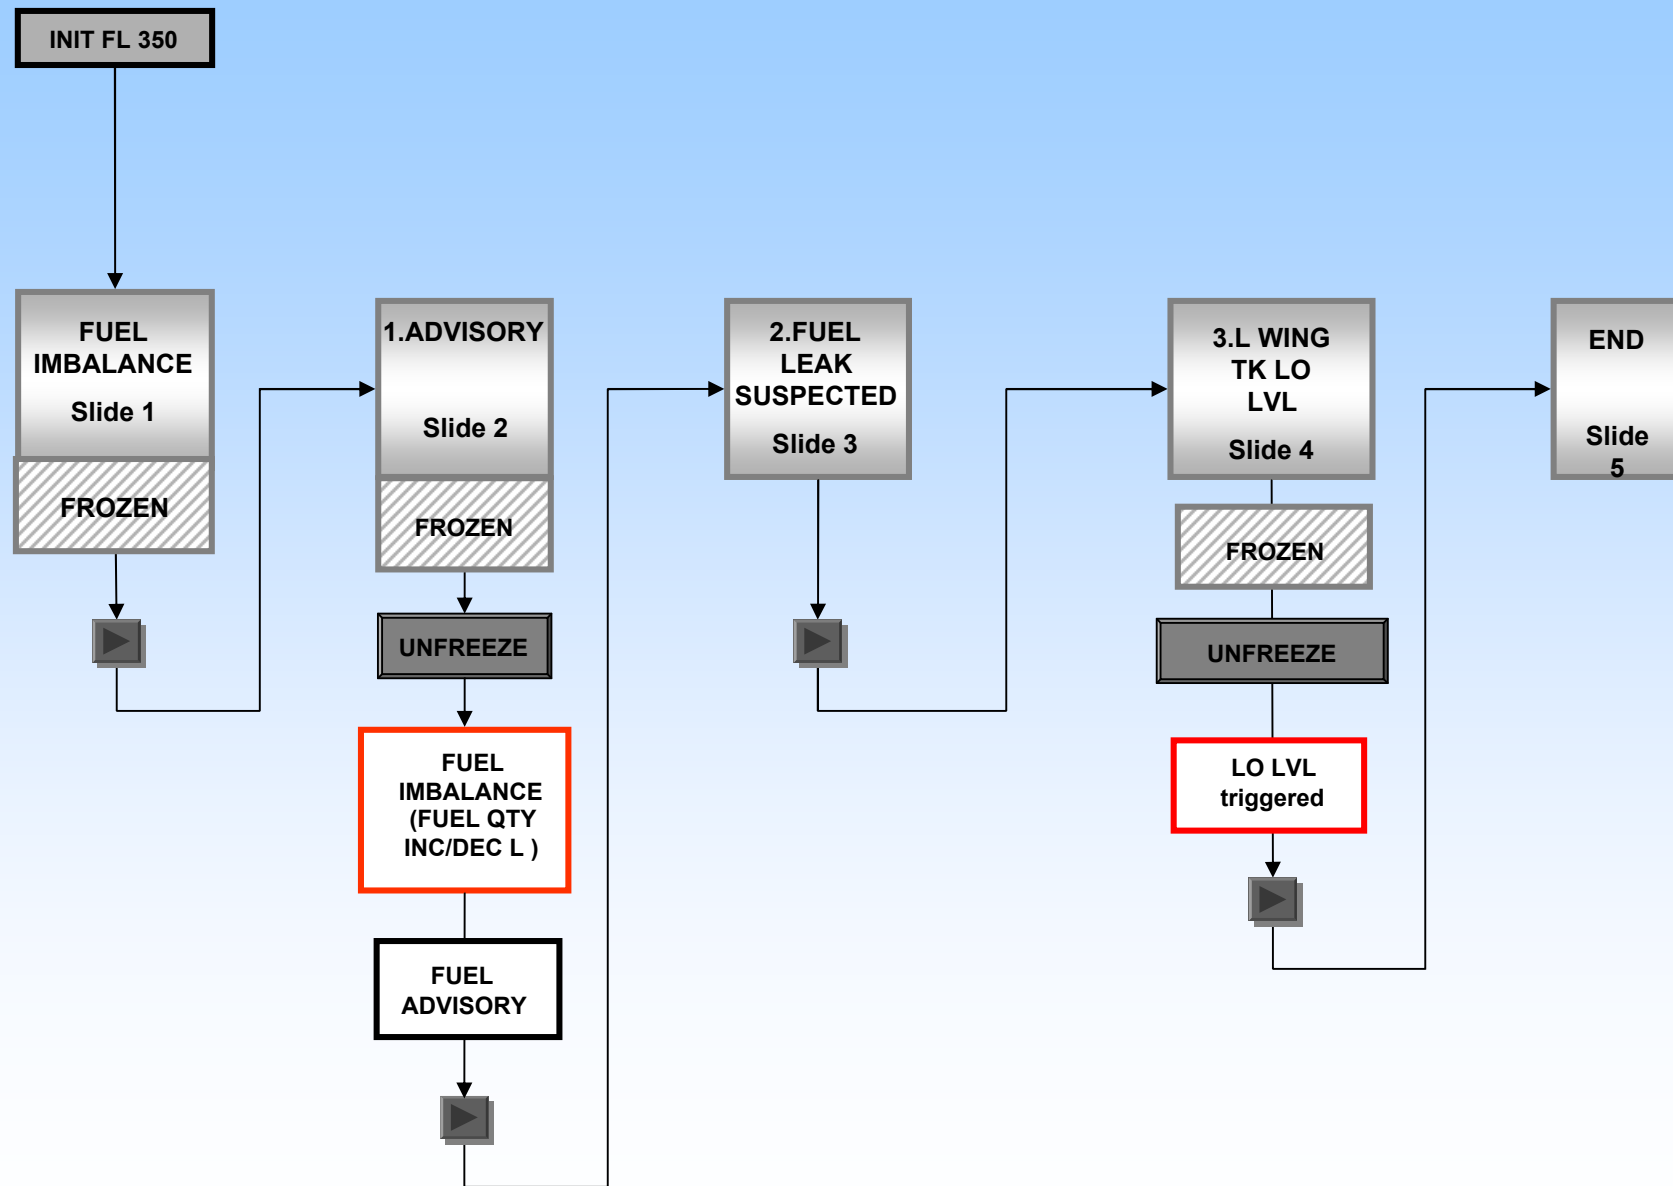 INIT FL 350
FUEL
IMBALANCE
Slide 1
FROZEN
1.ADVISORY
Slide 2
FROZEN
UNFREEZE
FUEL
IMBALANCE
(FUEL QTY
INC/DEC L )
FUEL
ADVISORY
2.FUEL
LEAK
SUSPECTED
Slide 3
3.L WING
TK LO
LVL
Slide 4
FROZEN
UNFREEZE
LO LVL
triggered
END
Slide
5